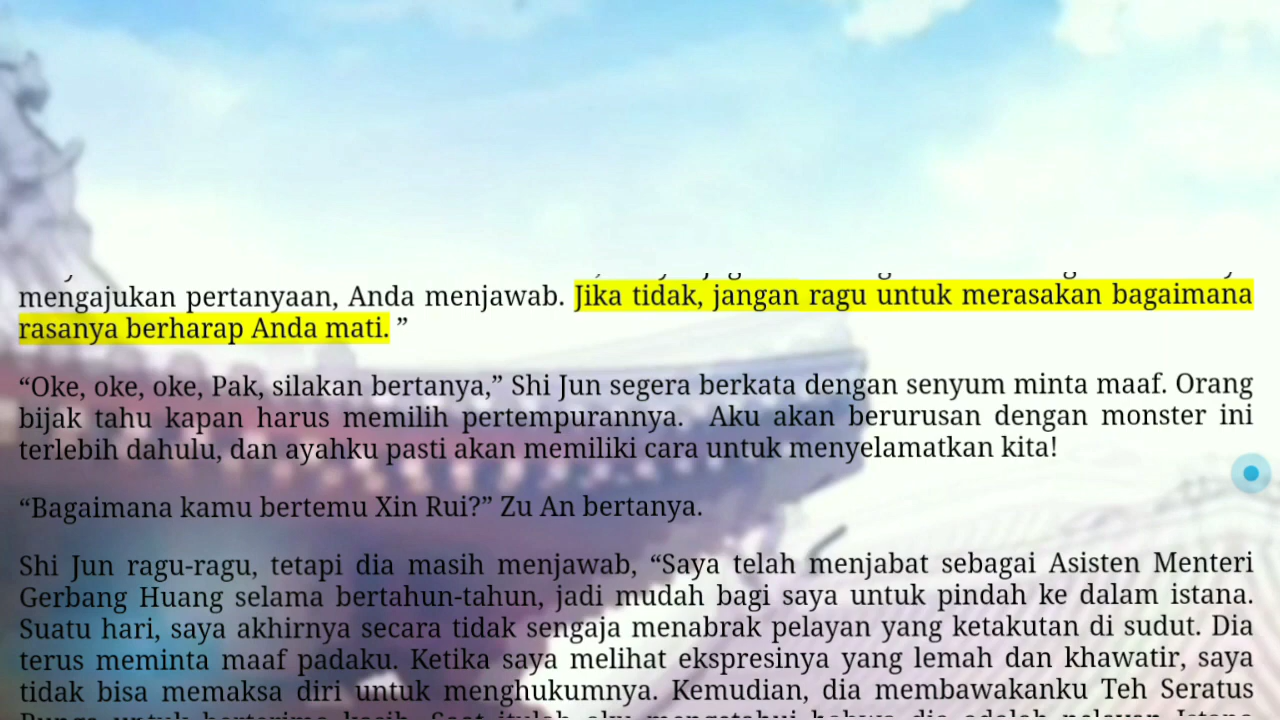 mengajukan pertanyaan, Anda menjawab. Jika tidak, jangan ragu untuk merasakan bagaimana
rasanya berharap Anda mati. ”
“Oke, oke, oke, Pak, silakan bertanya,” Shi Jun segera berkata dengan senyum minta maaf. Orang
bijak tahu kapan harus memilih pertempurannya.  Aku akan berurusan dengan monster ini
terlebih dahulu, dan ayahku pasti akan memiliki cara untuk menyelamatkan kita!
“Bagaimana kamu bertemu Xin Rui?” Zu An bertanya.
Shi Jun ragu-ragu, tetapi dia masih menjawab, “Saya telah menjabat sebagai Asisten Menteri
Gerbang Huang selama bertahun-tahun, jadi mudah bagi saya untuk pindah ke dalam istana.
Suatu hari, saya akhirnya secara tidak sengaja menabrak pelayan yang ketakutan di sudut. Dia
terus meminta maaf padaku. Ketika saya melihat ekspresinya yang lemah dan khawatir, saya
tidak bisa memaksa diri untuk menghukumnya. Kemudian, dia membawakanku Teh Seratus